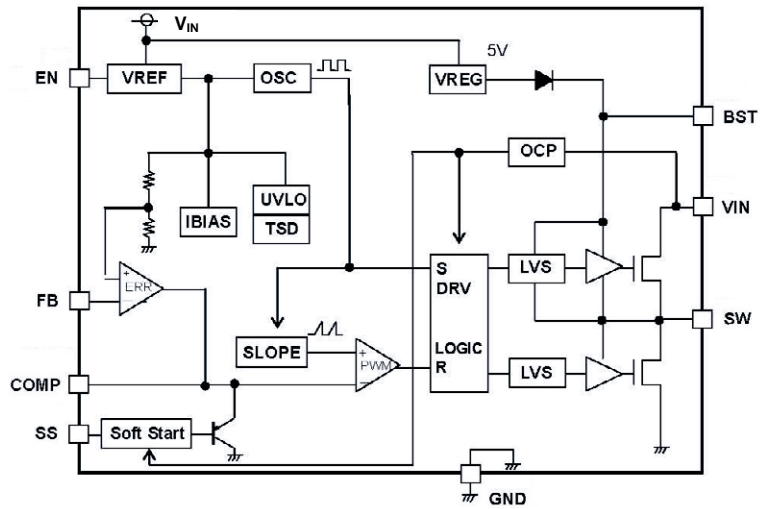 V_IN
5V
EN
VREF
OSC
VREG
BST
OCP
IBIAS
UVLO
TSD
VIN
S
DRV
LVS
+
ERR
−
FB
SW
SLOPE
+
PWM
−
LOGIC
R
LVS
COMP
SS
Soft Start
GND